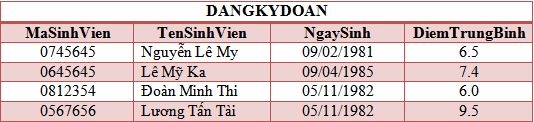 DANGKYDOAN
MaSinhVien TenSinhVien NgaySinh DiemTrungBinh
0745645 Nguyễn Lê My 09/02/1981 6.5
0645645 Lê Mỹ Ka 09/04/1985 7.4
0812354 Đoàn Minh Thi 05/11/1982 6.0
0567656 Lương Tấn Tài 05/11/1982 9.5